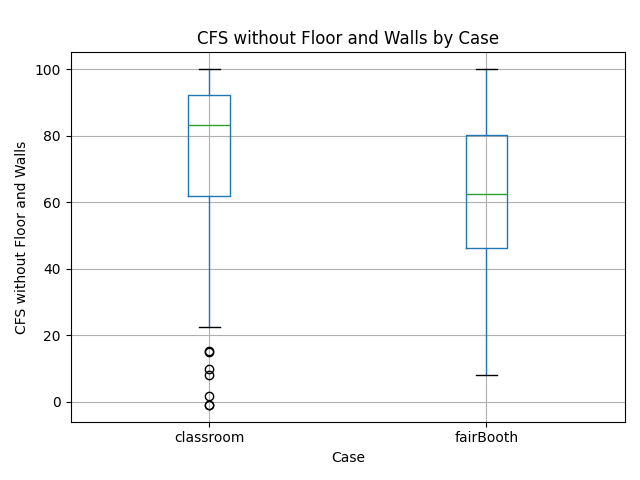 CFS without Floor and Walls by Case
100
80
60
40
20
0
CFS without Floor and Walls
classroom
fairBooth
Case